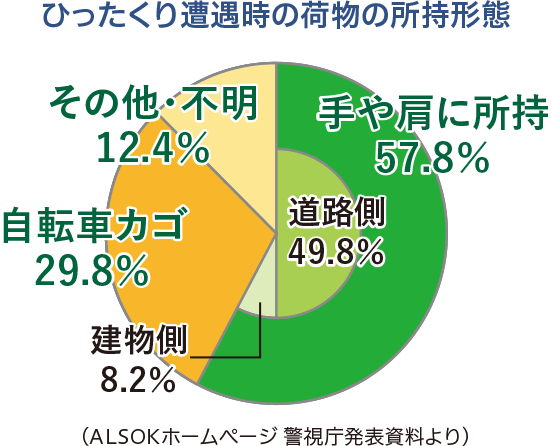 ひったくり遭遇時の荷物の所持形態
その他・不明
12.4%
手や肩に所持
57.8%
道路側
49.8%
自転車カゴ
29.8%
建物側
8.2%
（ALSOKホームページ 警視庁発表資料より）